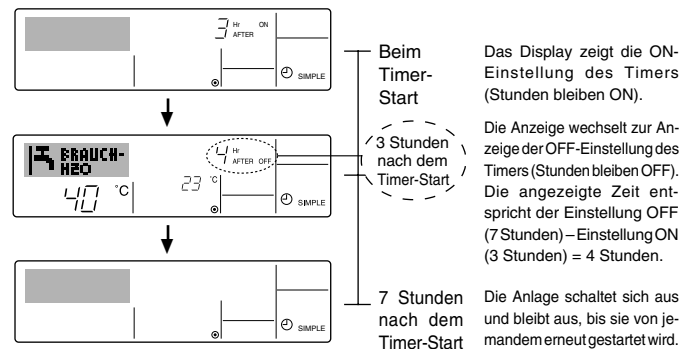 3 Hr ON
AFTER
SIMPLE
Beim
Timer-
Start
Das Display zeigt die ON-
Einstellung des Timers
(Stunden bleiben ON).
BRAUCH-
HZO
40 °C
4 Hr
AFTER OFF
23 °C
SIMPLE
3 Stunden
nach dem
Timer-Start
Die Anzeige wechselt zur An-
zeige der OFF-Einstellung des
Timers (Stunden bleiben OFF).
Die angezeigte Zeit ent-
spricht der Einstellung OFF
(7 Stunden) – Einstellung ON
(3 Stunden) = 4 Stunden.
SIMPLE
7 Stunden
nach dem
Timer-Start
Die Anlage schaltet sich aus
und bleibt aus, bis sie von je-
mandem erneut gestartet wird.